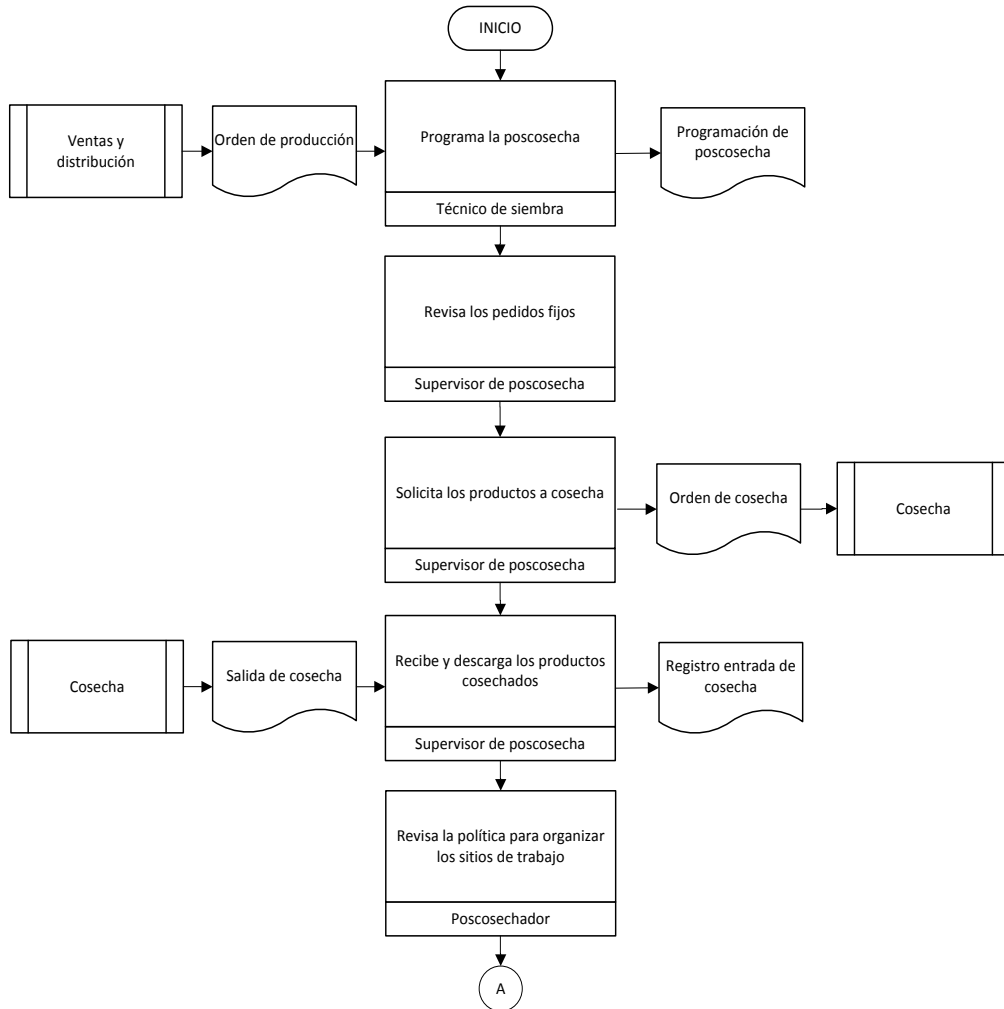 INICIO
Ventas y
distribución
Orden de producción
Programa la poscosecha
Programación de
poscosecha
Técnico de siembra
Revisa los pedidos fijos
Supervisor de poscosecha
Solicita los productos a cosecha
Orden de cosecha
Cosecha
Supervisor de poscosecha
Cosecha
Salida de cosecha
Recibe y descarga los productos
cosechados
Registro entrada de
cosecha
Supervisor de poscosecha
Revisa la política para organizar
los sitios de trabajo
Poscosechador
A